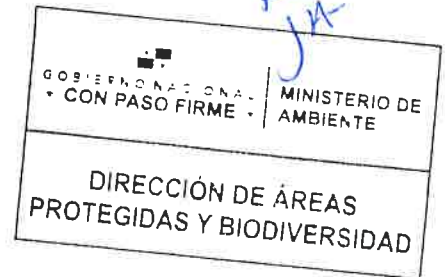 GOBIERNO NACIONAL
• CON PASO FIRME •
MINISTERIO DE
AMBIENTE
DIRECCIÓN DE ÁREAS
PROTEGIDAS Y BIODIVERSIDAD